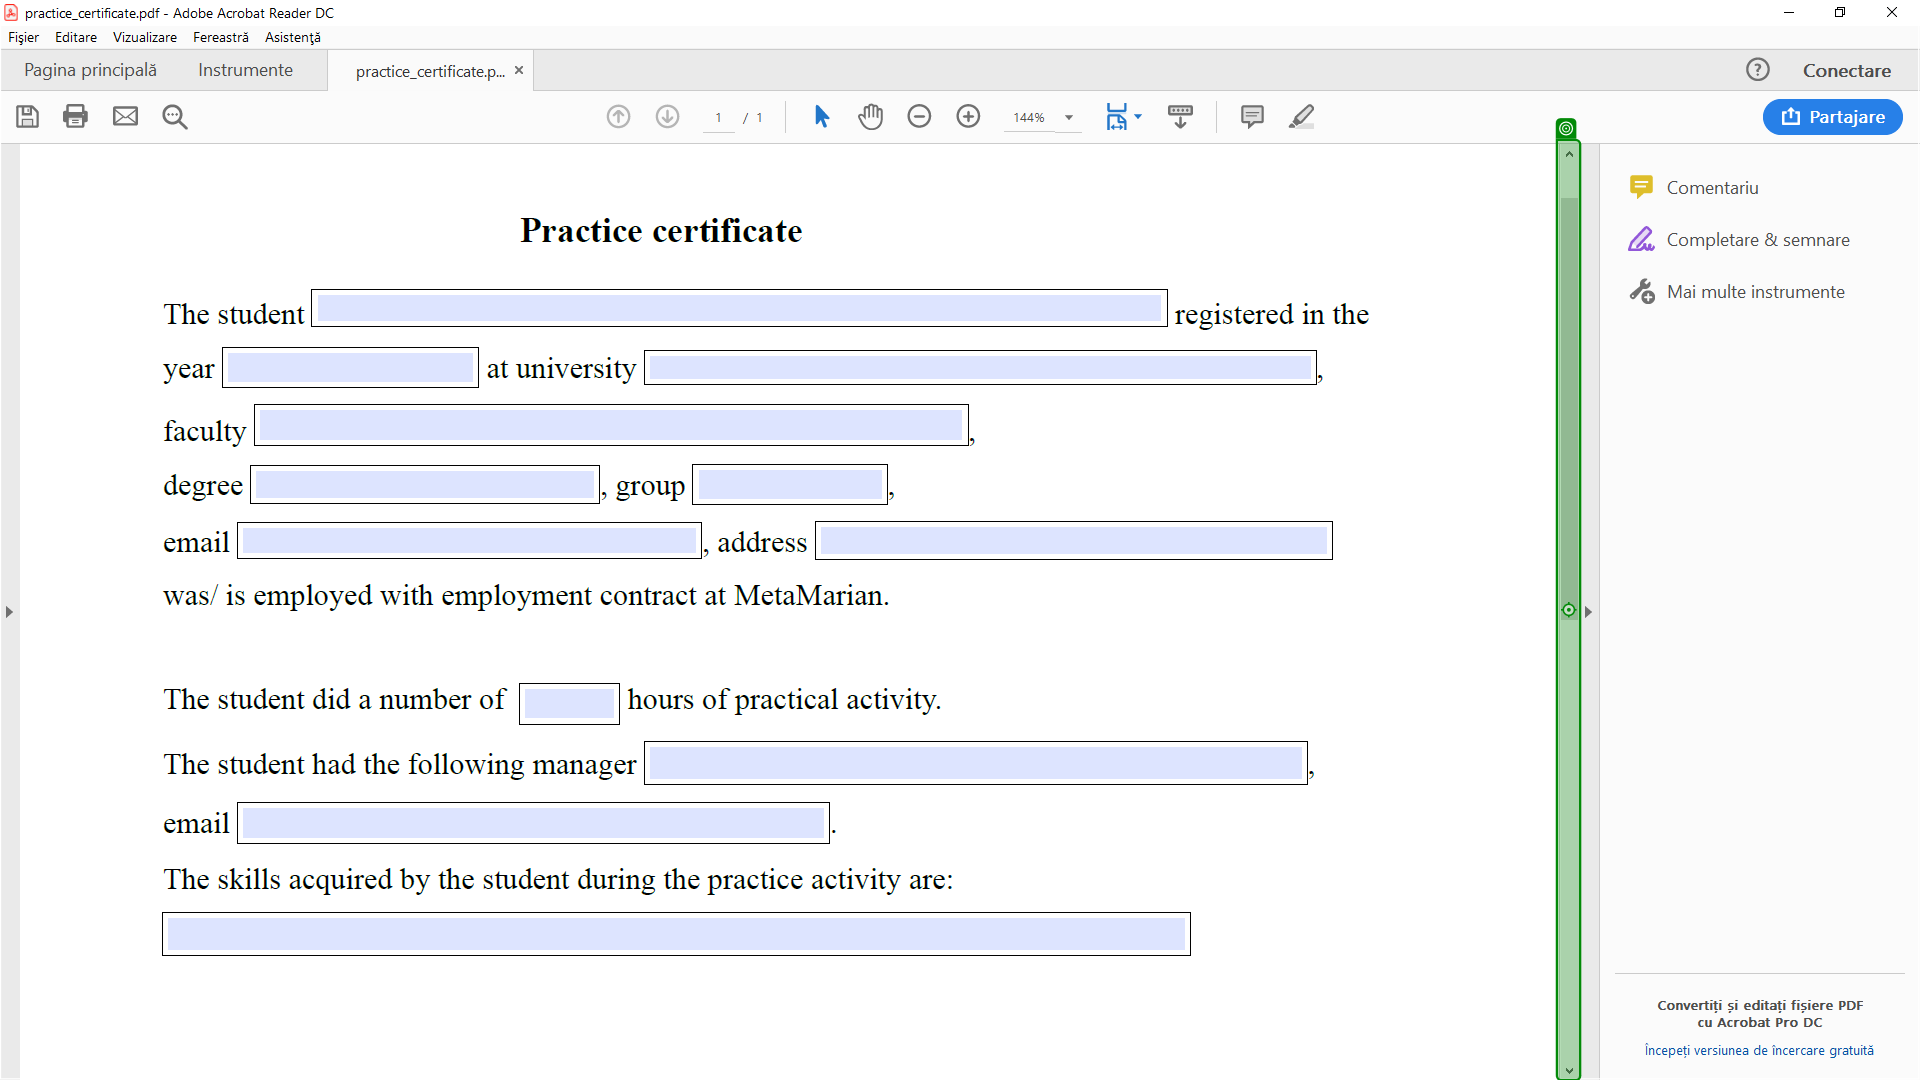 practice_certificate.pdf - Adobe Acrobat Reader DC
Fişier Editare Vizualizare Fereastră Asistenţă
Pagina principală Instrumente practice_certificate.p... Conectare
1 / 1 144% Partajare
Comentariu
Completare & semnare
Mai multe instrumente
Practice certificate
The student registered in the
year at university ,
faculty ,
degree , group ,
email , address
was/ is employed with employment contract at MetaMarian.
The student did a number of hours of practical activity.
The student had the following manager ,
email .
The skills acquired by the student during the practice activity are:
Convertiți și editați fișiere PDF
cu Acrobat Pro DC
Începeți versiunea de încercare gratuită